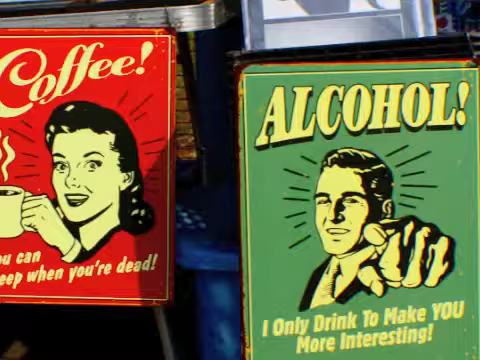 Coffee!
ou can
eep when you're dead!
ALCOHOL!
I Only Drink To Make YOU
More Interesting!